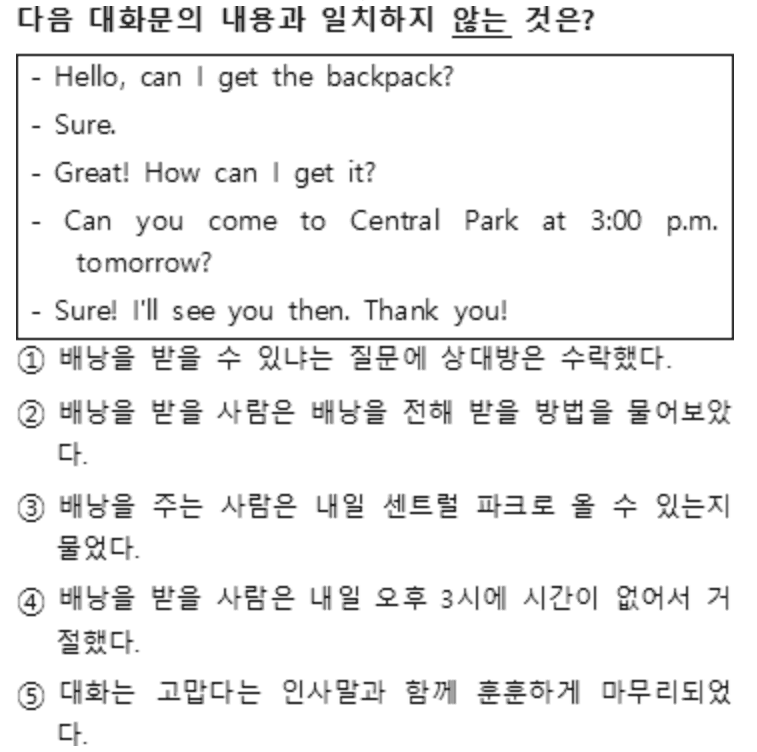 다음 대화문의 내용과 일치하지 않는 것은?
- Hello, can I get the backpack?
- Sure.
- Great! How can I get it?
- Can you come to Central Park at 3:00 p.m.
tomorrow?
- Sure! I'll see you then. Thank you!
① 배낭을 받을 수 있냐는 질문에 상대방은 수락했다.
② 배낭을 받을 사람은 배낭을 전해 받을 방법을 물어보았
다.
③ 배낭을 주는 사람은 내일 센트럴 파크로 올 수 있는지
물었다.
④ 배낭을 받을 사람은 내일 오후 3시에 시간이 없어서 거
절했다.
⑤ 대화는 고맙다는 인사말과 함께 훈훈하게 마무리되었
다.